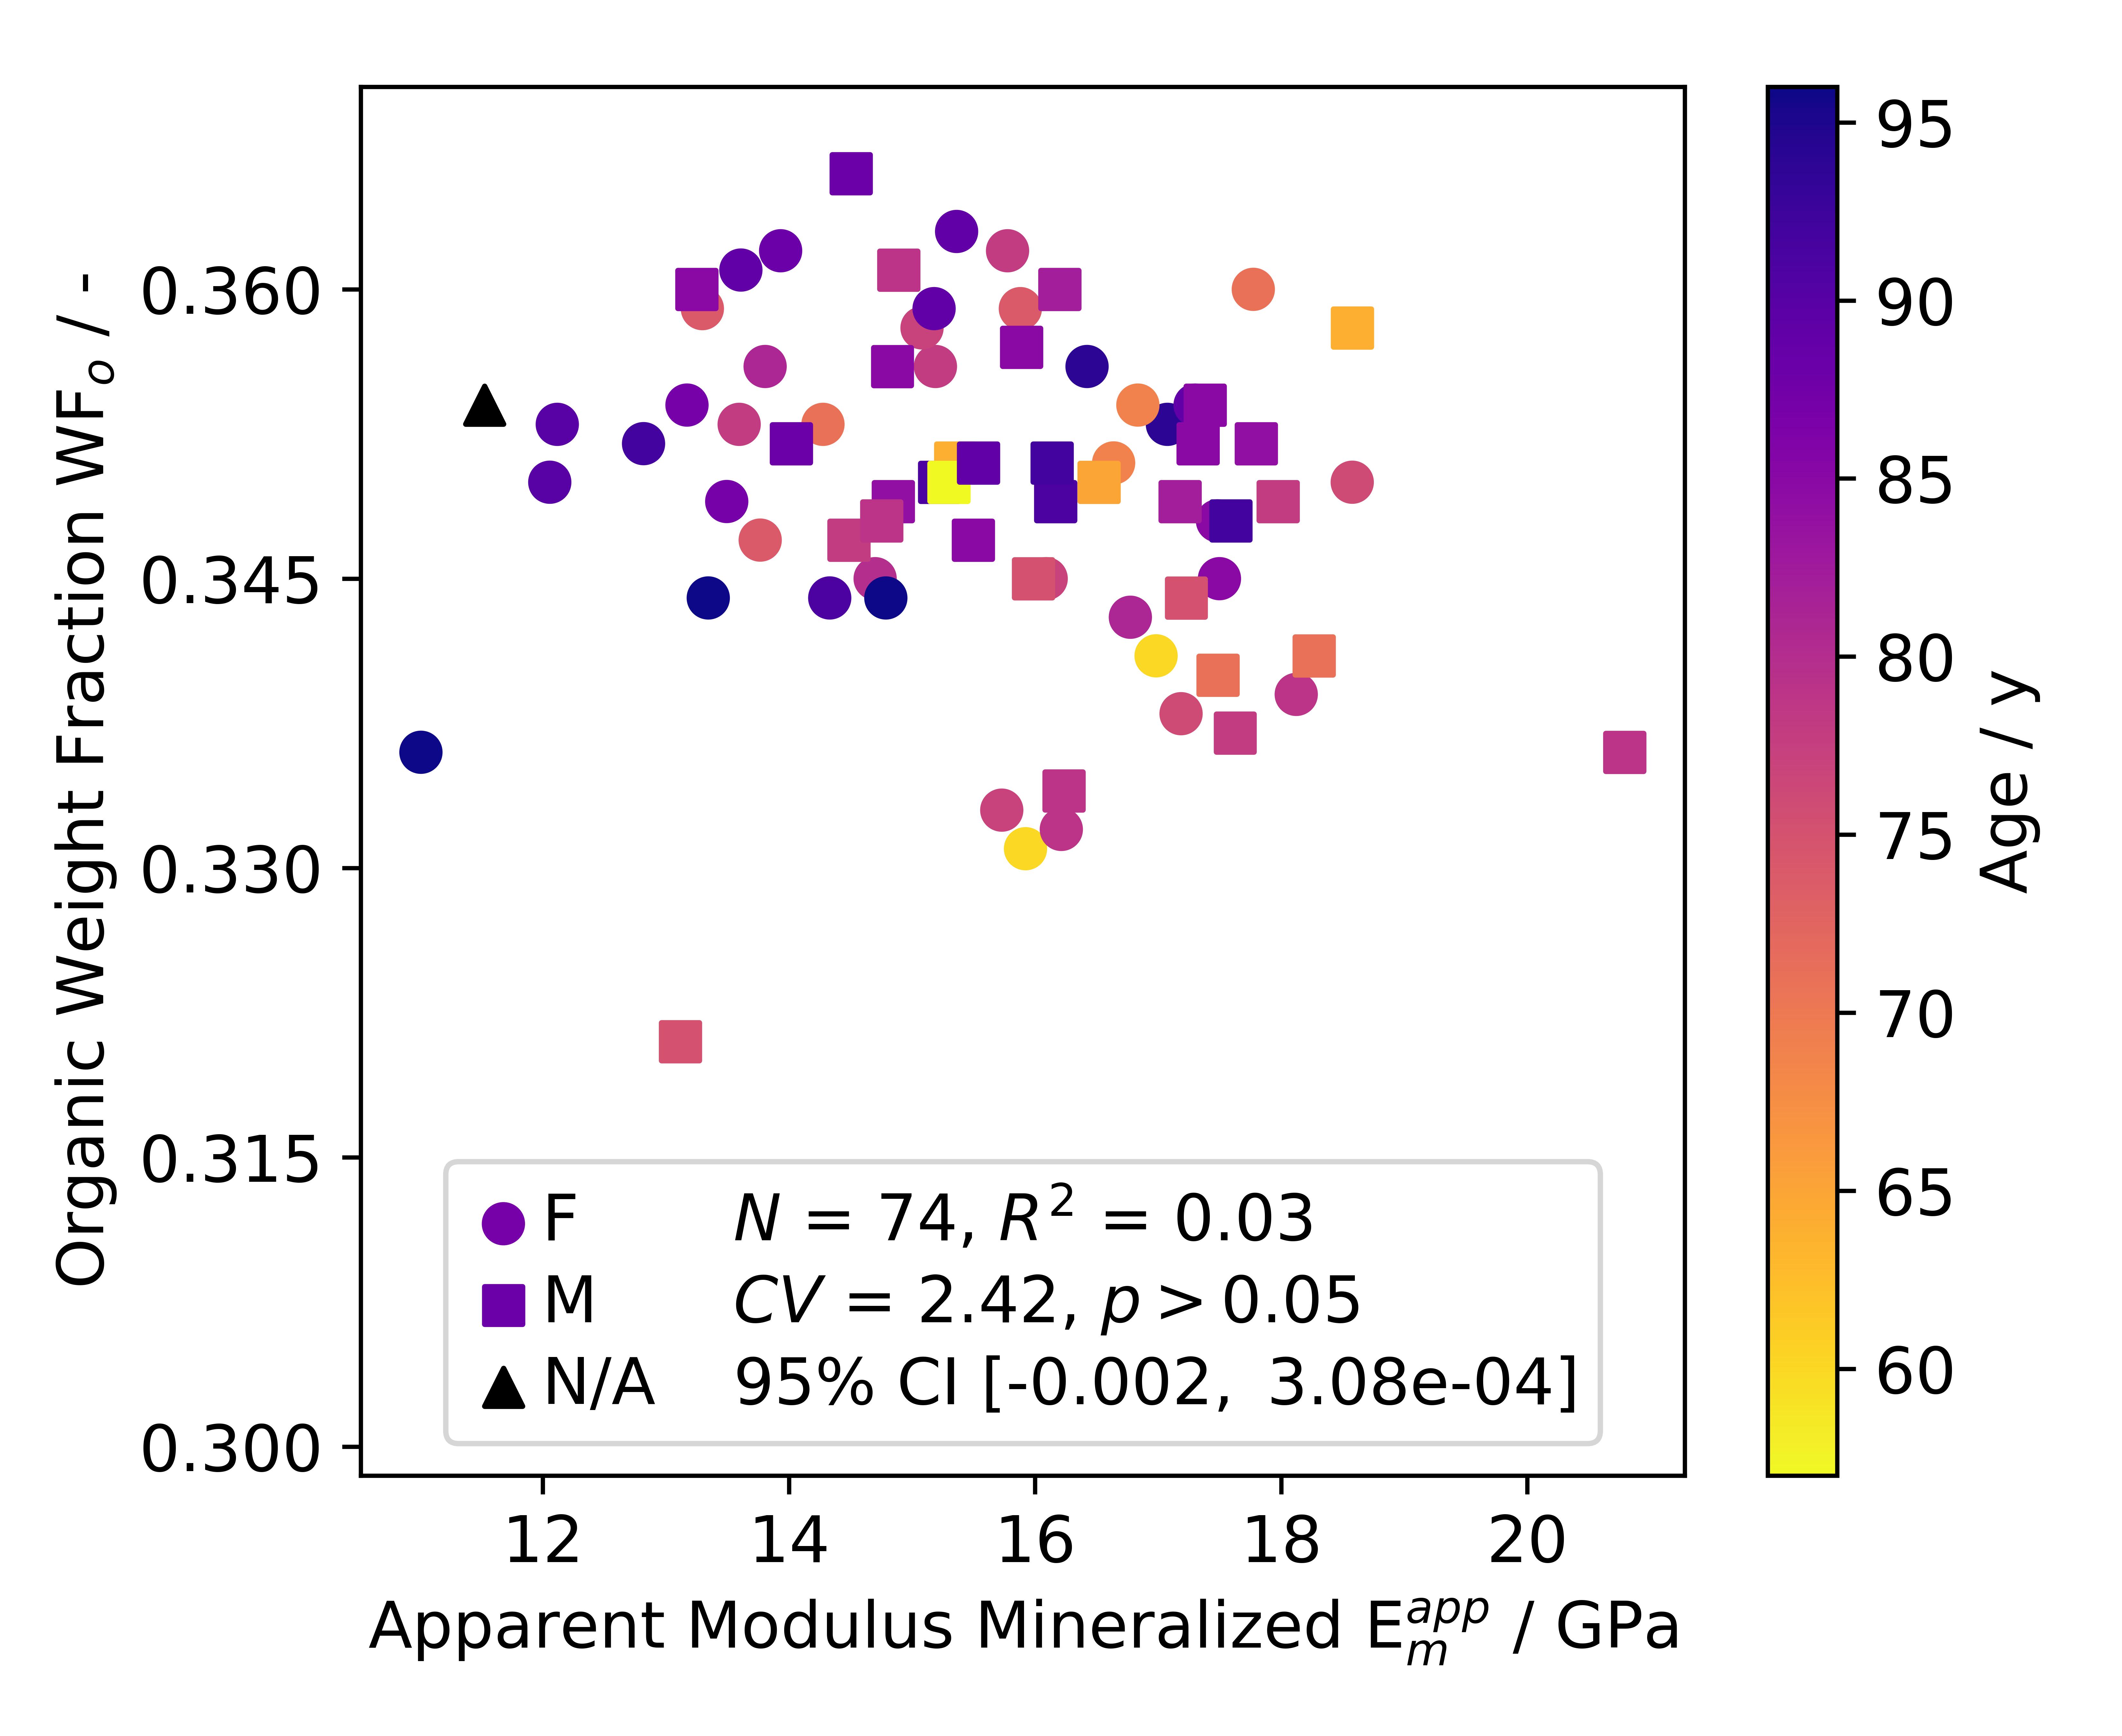 Organic Weight Fraction WFo / -
0.360
0.345
0.330
0.315
0.300
F N = 74, R² = 0.03
M CV = 2.42, p > 0.05
N/A 95% CI [-0.002, 3.08e-04]
12 14 16 18 20
Apparent Modulus Mineralized E_m^app / GPa
95
90
85
80
75
70
65
60
Age / y